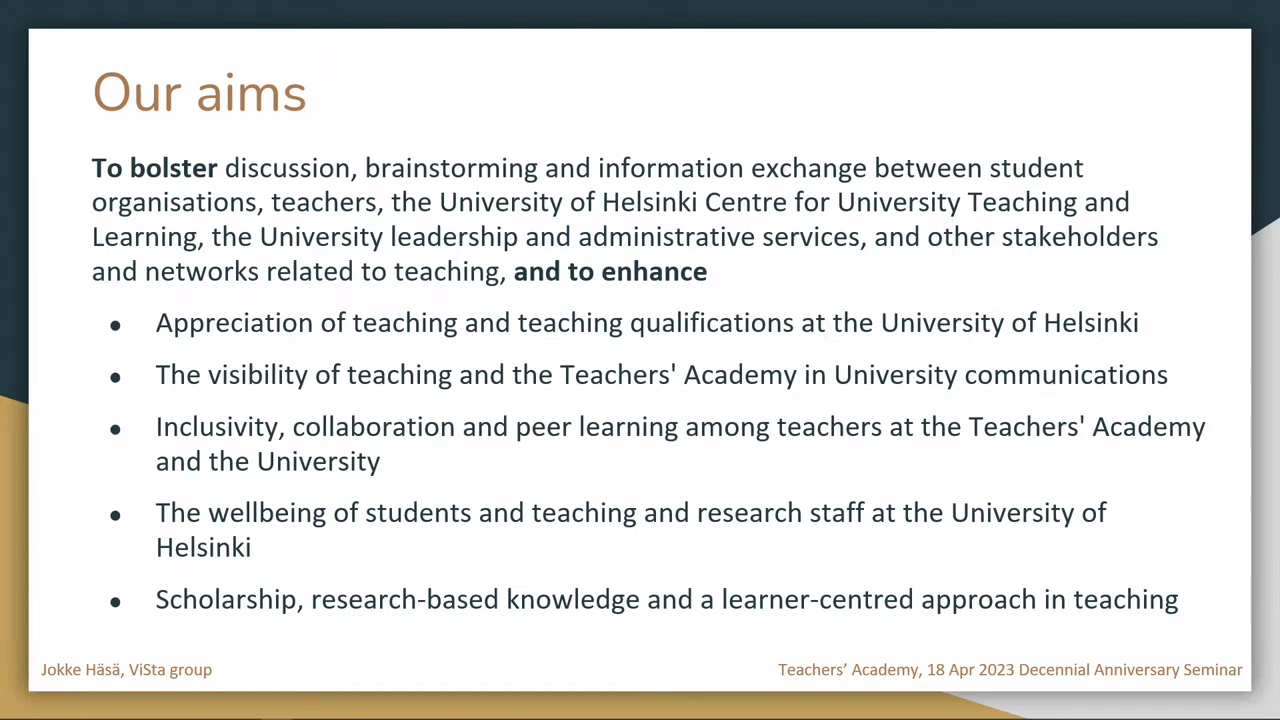 Our aims
To bolster discussion, brainstorming and information exchange between student
organisations, teachers, the University of Helsinki Centre for University Teaching and
Learning, the University leadership and administrative services, and other stakeholders
and networks related to teaching, and to enhance
● Appreciation of teaching and teaching qualifications at the University of Helsinki
● The visibility of teaching and the Teachers' Academy in University communications
● Inclusivity, collaboration and peer learning among teachers at the Teachers' Academy
and the University
● The wellbeing of students and teaching and research staff at the University of
Helsinki
● Scholarship, research-based knowledge and a learner-centred approach in teaching
Jokke Häsä, ViSta group
Teachers’ Academy, 18 Apr 2023 Decennial Anniversary Seminar